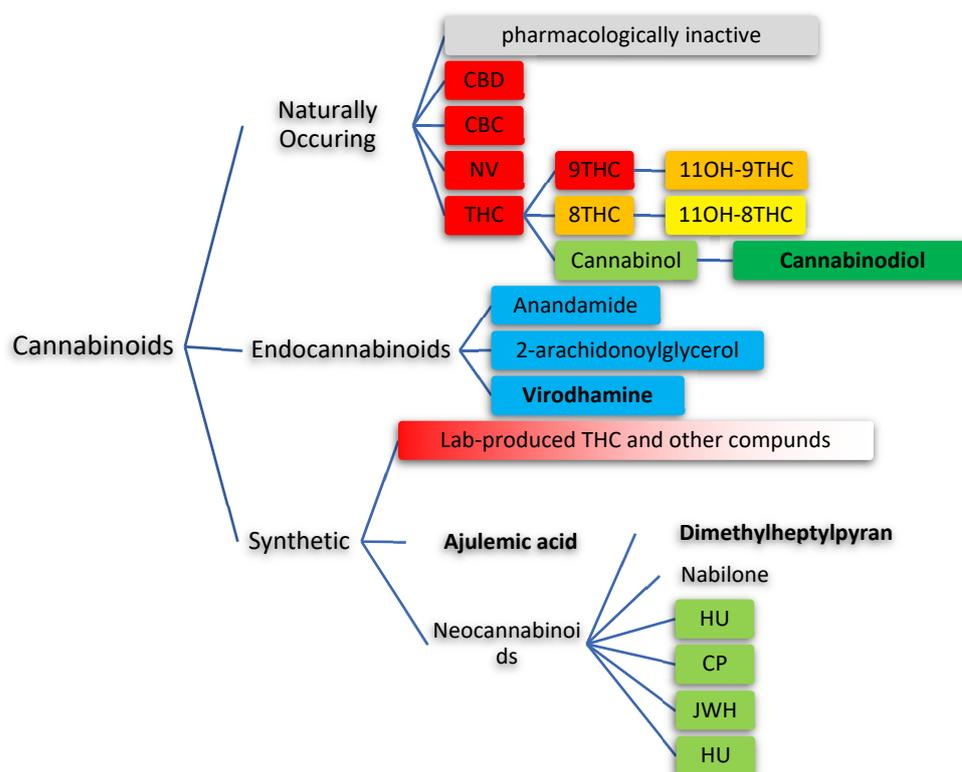 pharmacologically inactive
CBD
Naturally
Occuring
CBC
NV
9THC
11OH-9THC
THC
8THC
11OH-8THC
Cannabinol
Cannabinodiol
Anandamide
Cannabinoids
Endocannabinoids
2-arachidonoylglycerol
Virodhamine
Lab-produced THC and other compunds
Synthetic
Ajulemic acid
Dimethylheptylpyran
Nabilone
Neocannabinoi
ds
HU
CP
JWH
HU